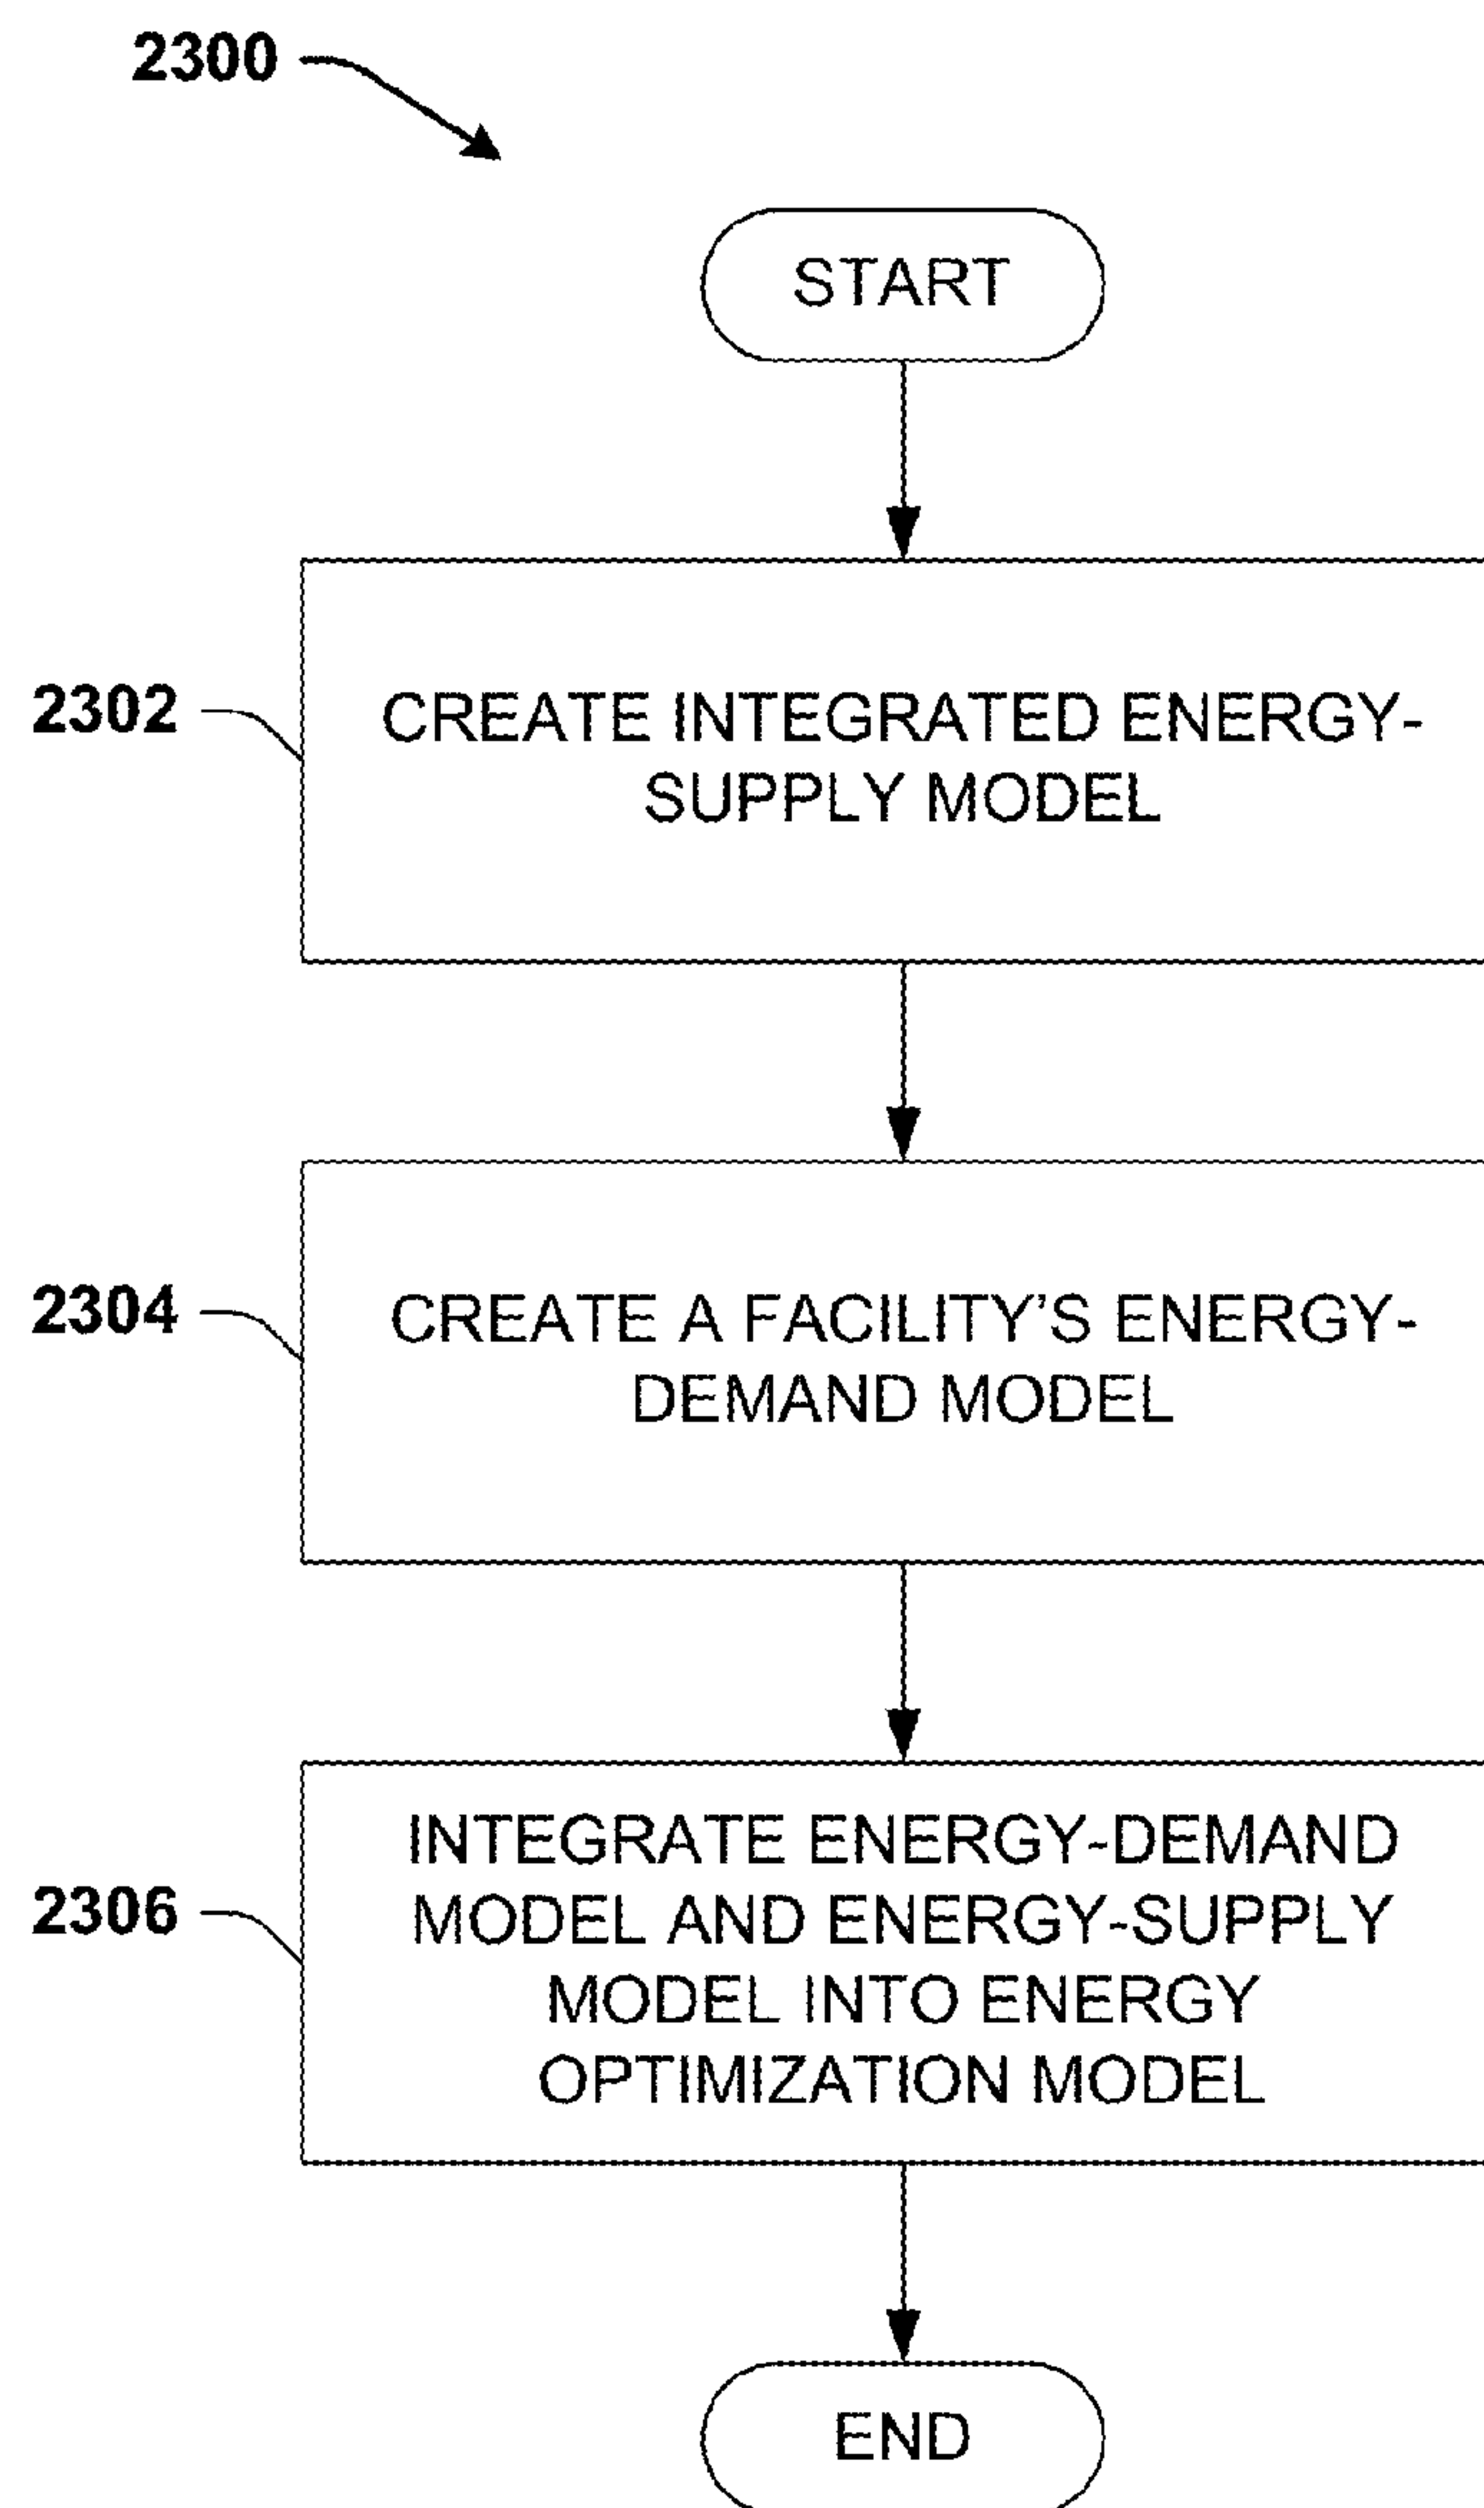 2300
START
2302
CREATE INTEGRATED ENERGY-
SUPPLY MODEL
2304
CREATE A FACILITY’S ENERGY-
DEMAND MODEL
INTEGRATE ENERGY-DEMAND
2306
MODEL AND ENERGY-SUPPLY
MODEL INTO ENERGY
OPTIMIZATION MODEL
END